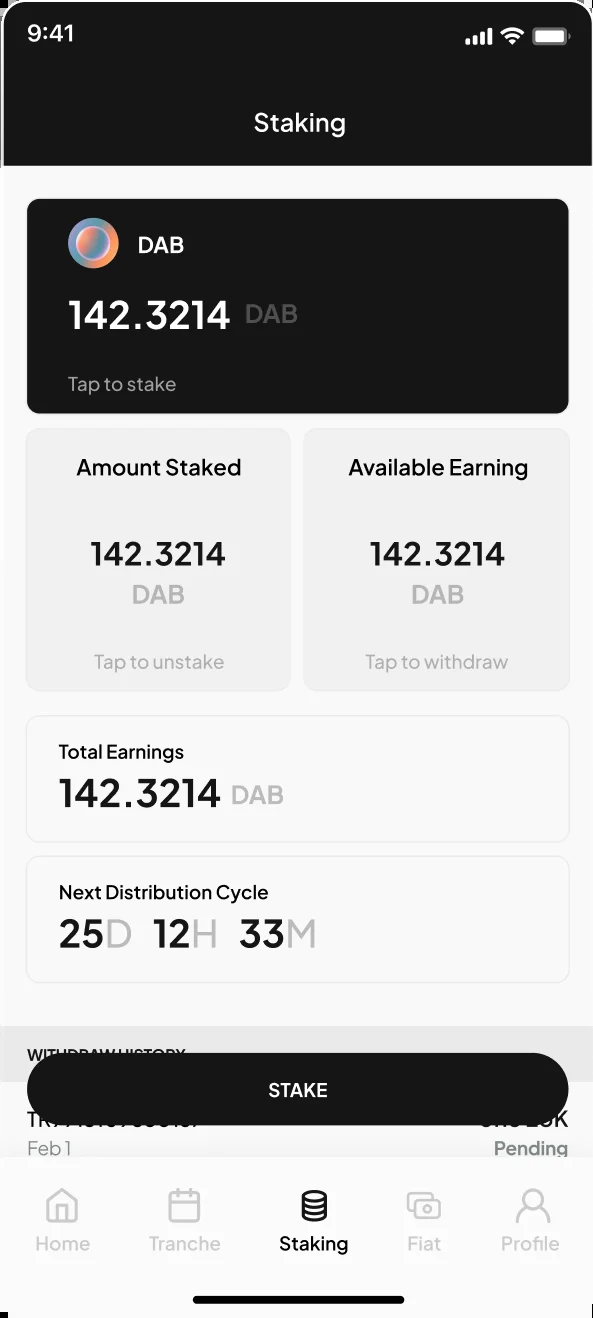 9:41
Staking
DAB
142.3214 DAB
Tap to stake
Amount Staked
142.3214
DAB
Tap to unstake
Available Earning
142.3214
DAB
Tap to withdraw
Total Earnings
142.3214 DAB
Next Distribution Cycle
25D 12H 33M
WITHDRAW HISTORY
STAKE
Feb 1
Pending
Home
Tranche
Staking
Fiat
Profile